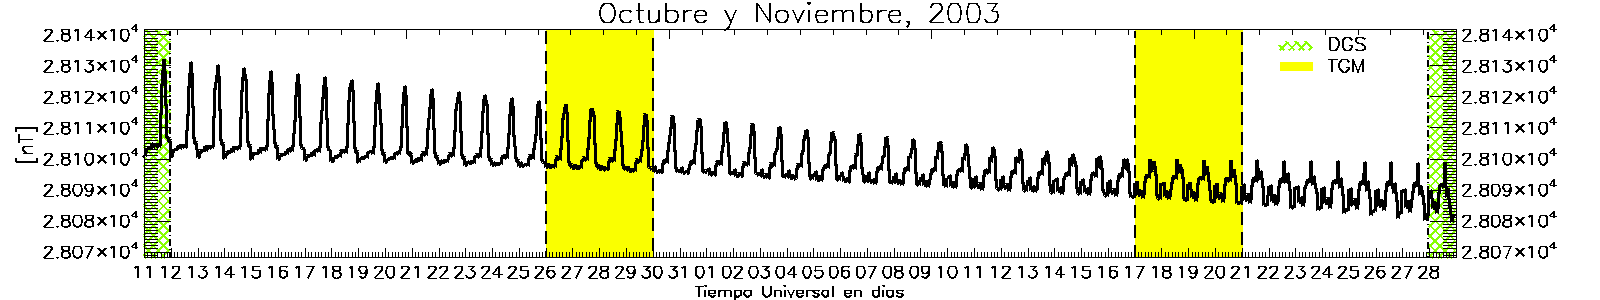 Octubre y Noviembre, 2003
2.814×10⁴
2.813×10⁴
2.812×10⁴
2.811×10⁴
2.810×10⁴
2.809×10⁴
2.808×10⁴
2.807×10⁴
[nT]
DGS
TGM
2.814×10⁴
2.813×10⁴
2.812×10⁴
2.811×10⁴
2.810×10⁴
2.809×10⁴
2.808×10⁴
2.807×10⁴
11 12 13 14 15 16 17 18 19 20 21 22 23 24 25 26 27 28 29 30 31 01 02 03 04 05 06 07 08 09 10 11 12 13 14 15 16 17 18 19 20 21 22 23 24 25 26 27 28
Tiempo Universal en dias